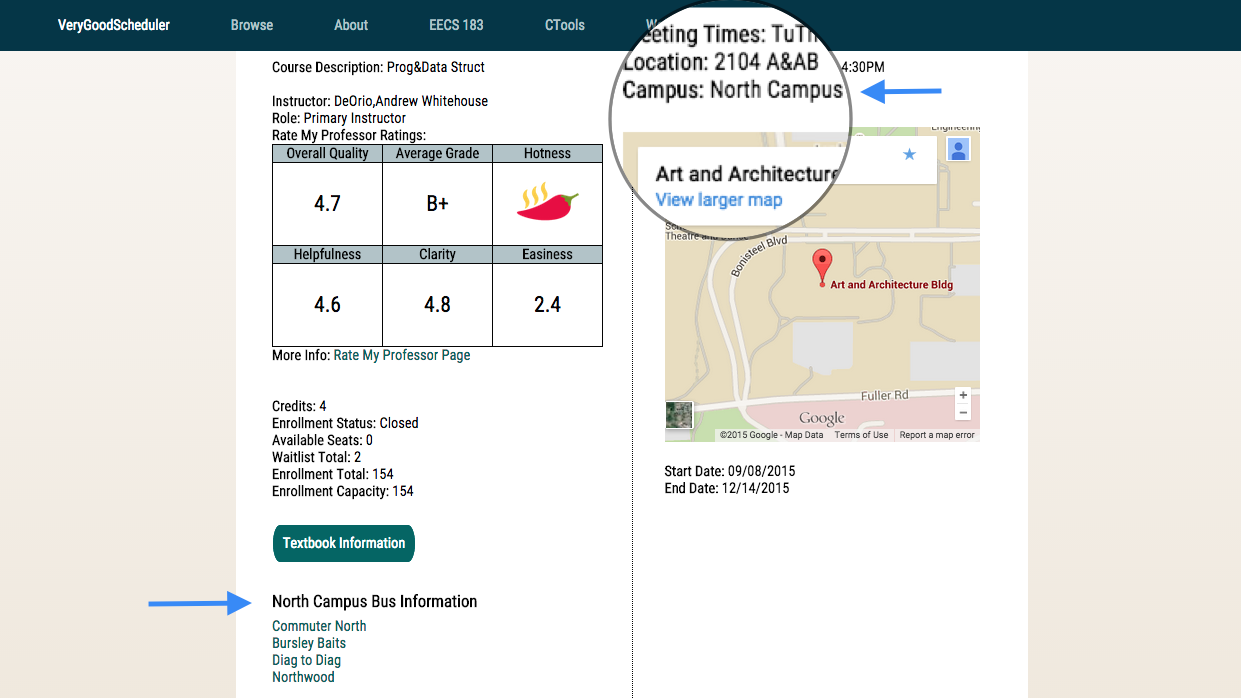 VeryGoodScheduler Browse About EECS 183 CTools
Course Description: Prog&Data Struct
Instructor: DeOrio,Andrew Whitehouse
Role: Primary Instructor
Rate My Professor Ratings:
Overall Quality Average Grade Hotness
4.7 B+
Helpfulness Clarity Easiness
4.6 4.8 2.4
More Info: Rate My Professor Page
Credits: 4
Enrollment Status: Closed
Available Seats: 0
Waitlist Total: 2
Enrollment Total: 154
Enrollment Capacity: 154
Textbook Information
North Campus Bus Information
Commuter North
Bursley Baits
Diag to Diag
Northwood
Times: TuTh
4:30PM
Location: 2104 A&AB
Campus: North Campus
Art and Architecture
View larger map
Theatre and
Bonisteel Blvd
Art and Architecture Bldg
Fuller Rd
+
−
Google
©2015 Google - Map Data Terms of Use Report a map error
Start Date: 09/08/2015
End Date: 12/14/2015